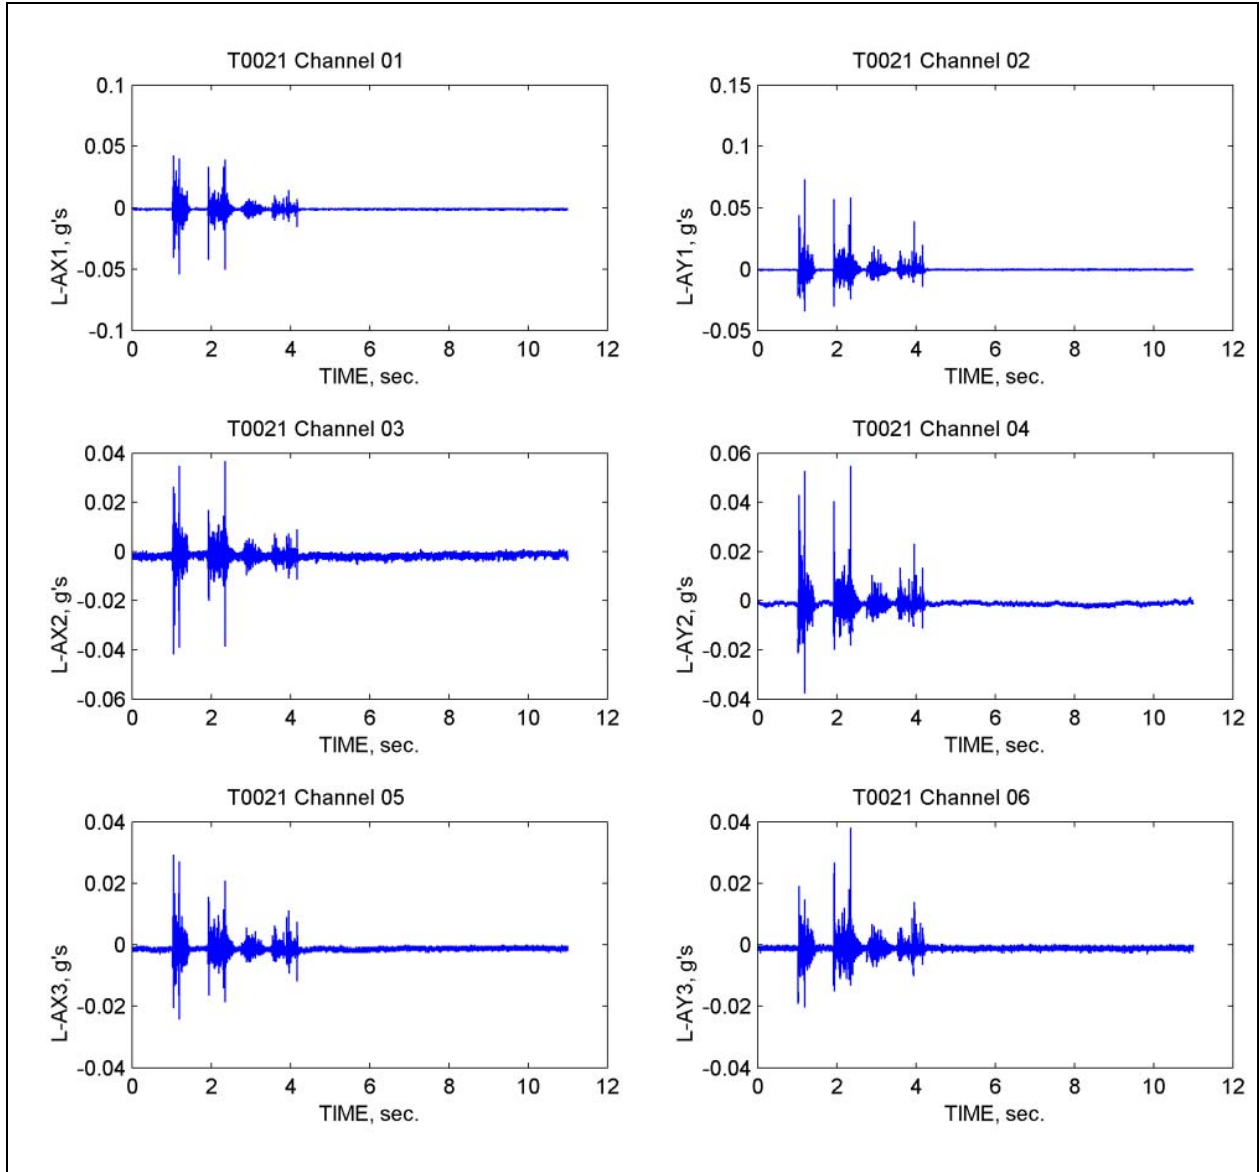 T0021 Channel 01
0.1
0.05
0
-0.05
-0.1
L-AX1, g's
0 2 4 6 8 10 12
TIME, sec.
T0021 Channel 02
0.15
0.1
0.05
0
-0.05
L-AY1, g's
0 2 4 6 8 10 12
TIME, sec.
T0021 Channel 03
0.04
0.02
0
-0.02
-0.04
-0.06
L-AX2, g's
0 2 4 6 8 10 12
TIME, sec.
T0021 Channel 04
0.06
0.04
0.02
0
-0.02
-0.04
L-AY2, g's
0 2 4 6 8 10 12
TIME, sec.
T0021 Channel 05
0.04
0.02
0
-0.02
-0.04
L-AX3, g's
0 2 4 6 8 10 12
TIME, sec.
T0021 Channel 06
0.04
0.02
0
-0.02
-0.04
L-AY3, g's
0 2 4 6 8 10 12
TIME, sec.